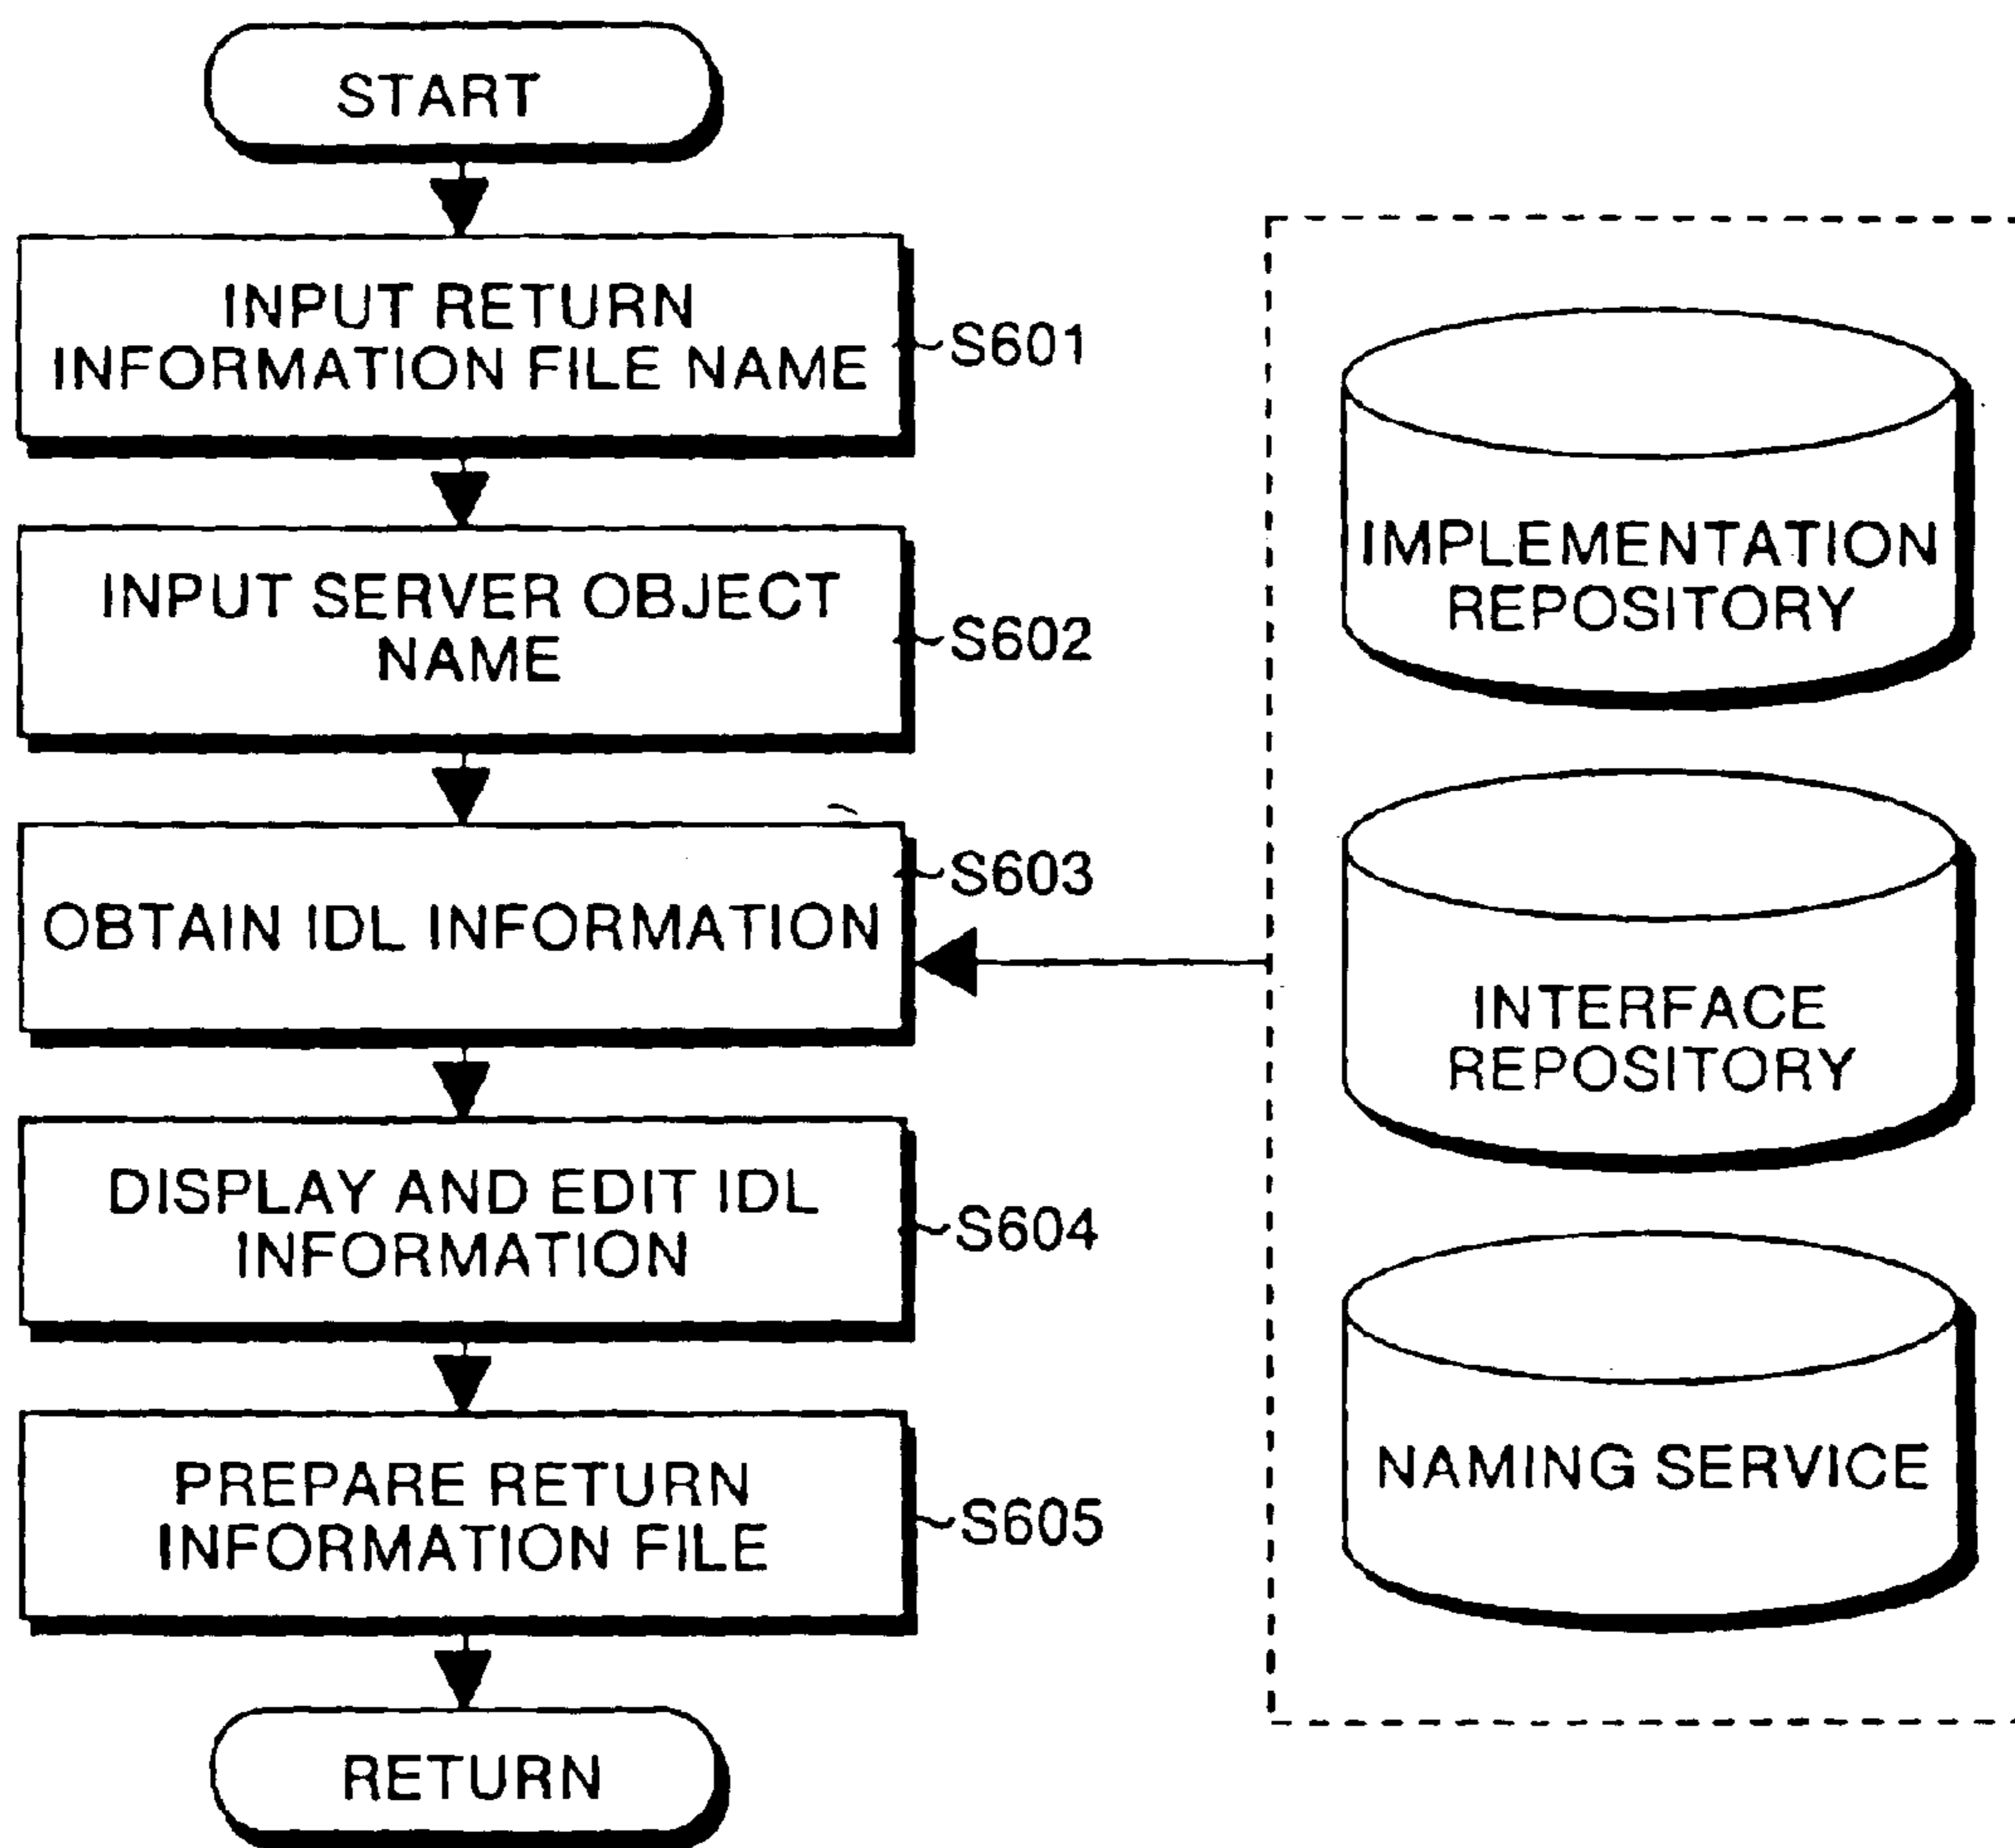 START
INPUT RETURN
INFORMATION FILE NAME
S601
INPUT SERVER OBJECT
NAME
S602
OBTAIN IDL INFORMATION
S603
DISPLAY AND EDIT IDL
INFORMATION
S604
PREPARE RETURN
INFORMATION FILE
S605
RETURN
IMPLEMENTATION
REPOSITORY
INTERFACE
REPOSITORY
NAMING SERVICE